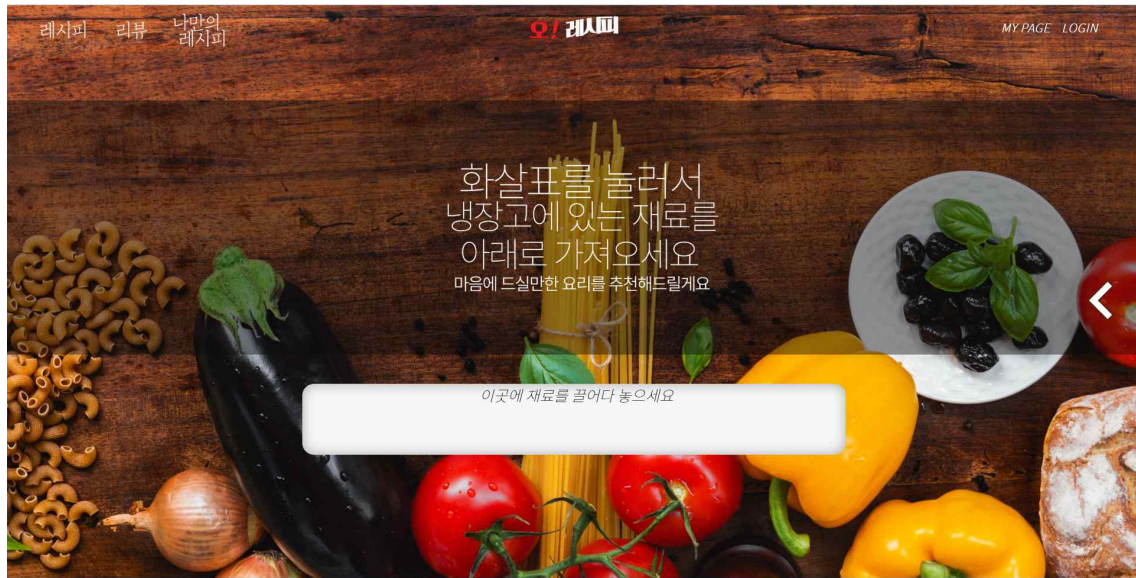 레시피
리뷰
나만의
레시피
오! 레시피
MY PAGE LOGIN
화살표를 눌러서
냉장고에 있는 재료를
아래로 가져오세요
마음에 드실만한 요리를 추천해드릴게요
이곳에 재료를 끌어다 놓으세요